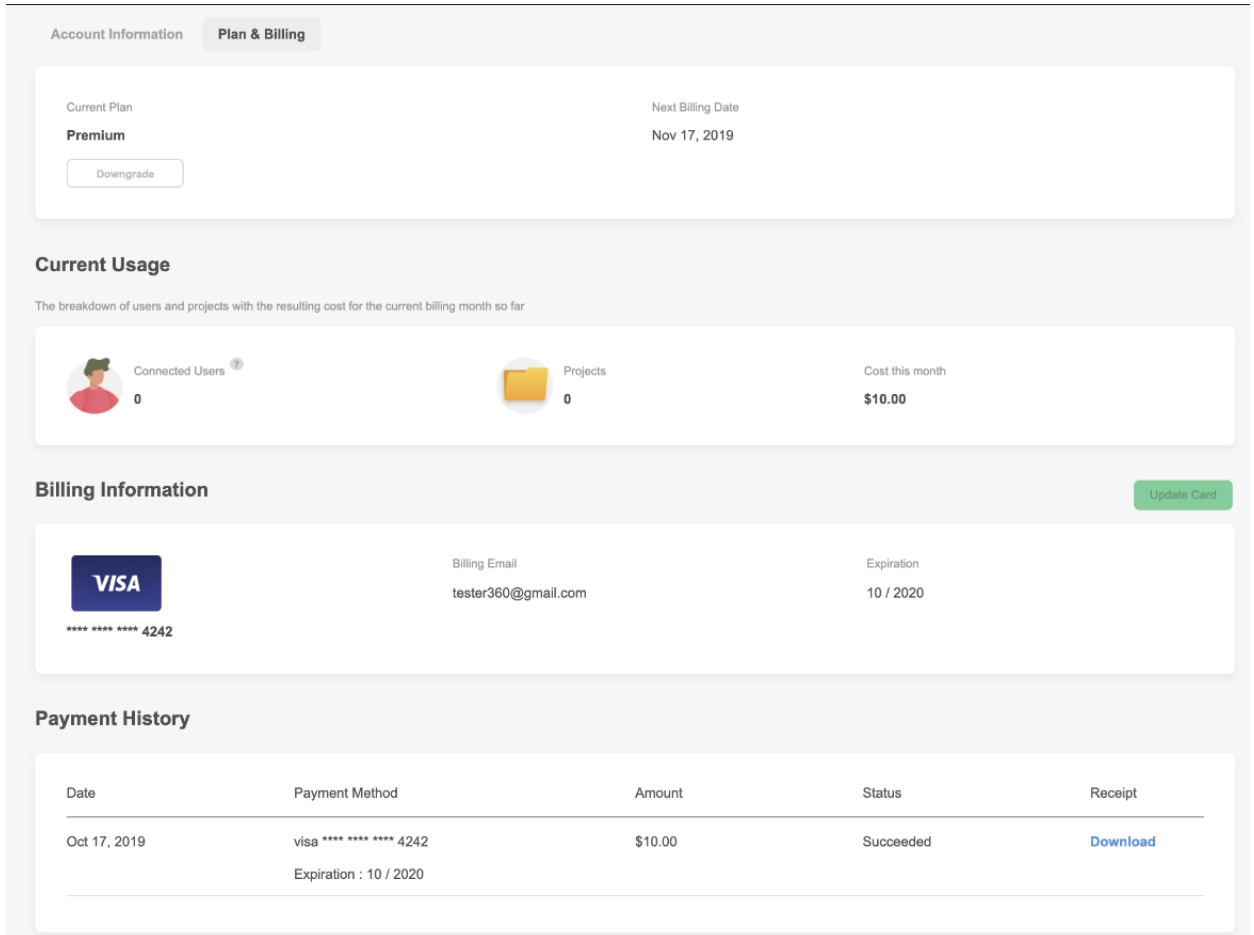 Account Information Plan & Billing
Current Plan Next Billing Date
Premium Nov 17, 2019
Downgrade
Current Usage
The breakdown of users and projects with the resulting cost for the current billing month so far
Connected Users ? Projects Cost this month
0 0 $10.00
Billing Information Update Card
VISA Billing Email Expiration
tester360@gmail.com 10 / 2020
**** **** **** 4242
Payment History
Date Payment Method Amount Status Receipt
Oct 17, 2019 visa **** **** **** 4242 $10.00 Succeeded Download
Expiration : 10 / 2020